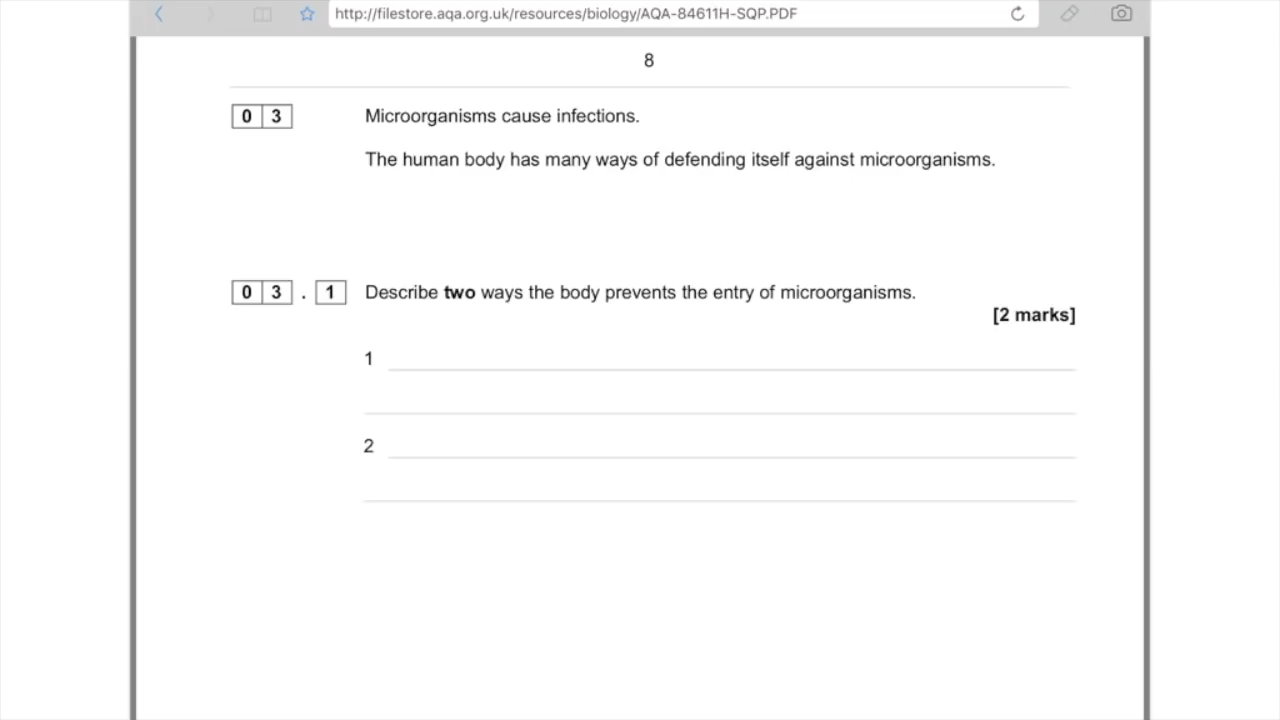 http://filestore.aqa.org.uk/resources/biology/AQA-84611H-SQP.PDF
8
0 3 Microorganisms cause infections.
The human body has many ways of defending itself against microorganisms.
0 3 . 1 Describe two ways the body prevents the entry of microorganisms.
[2 marks]
1
2